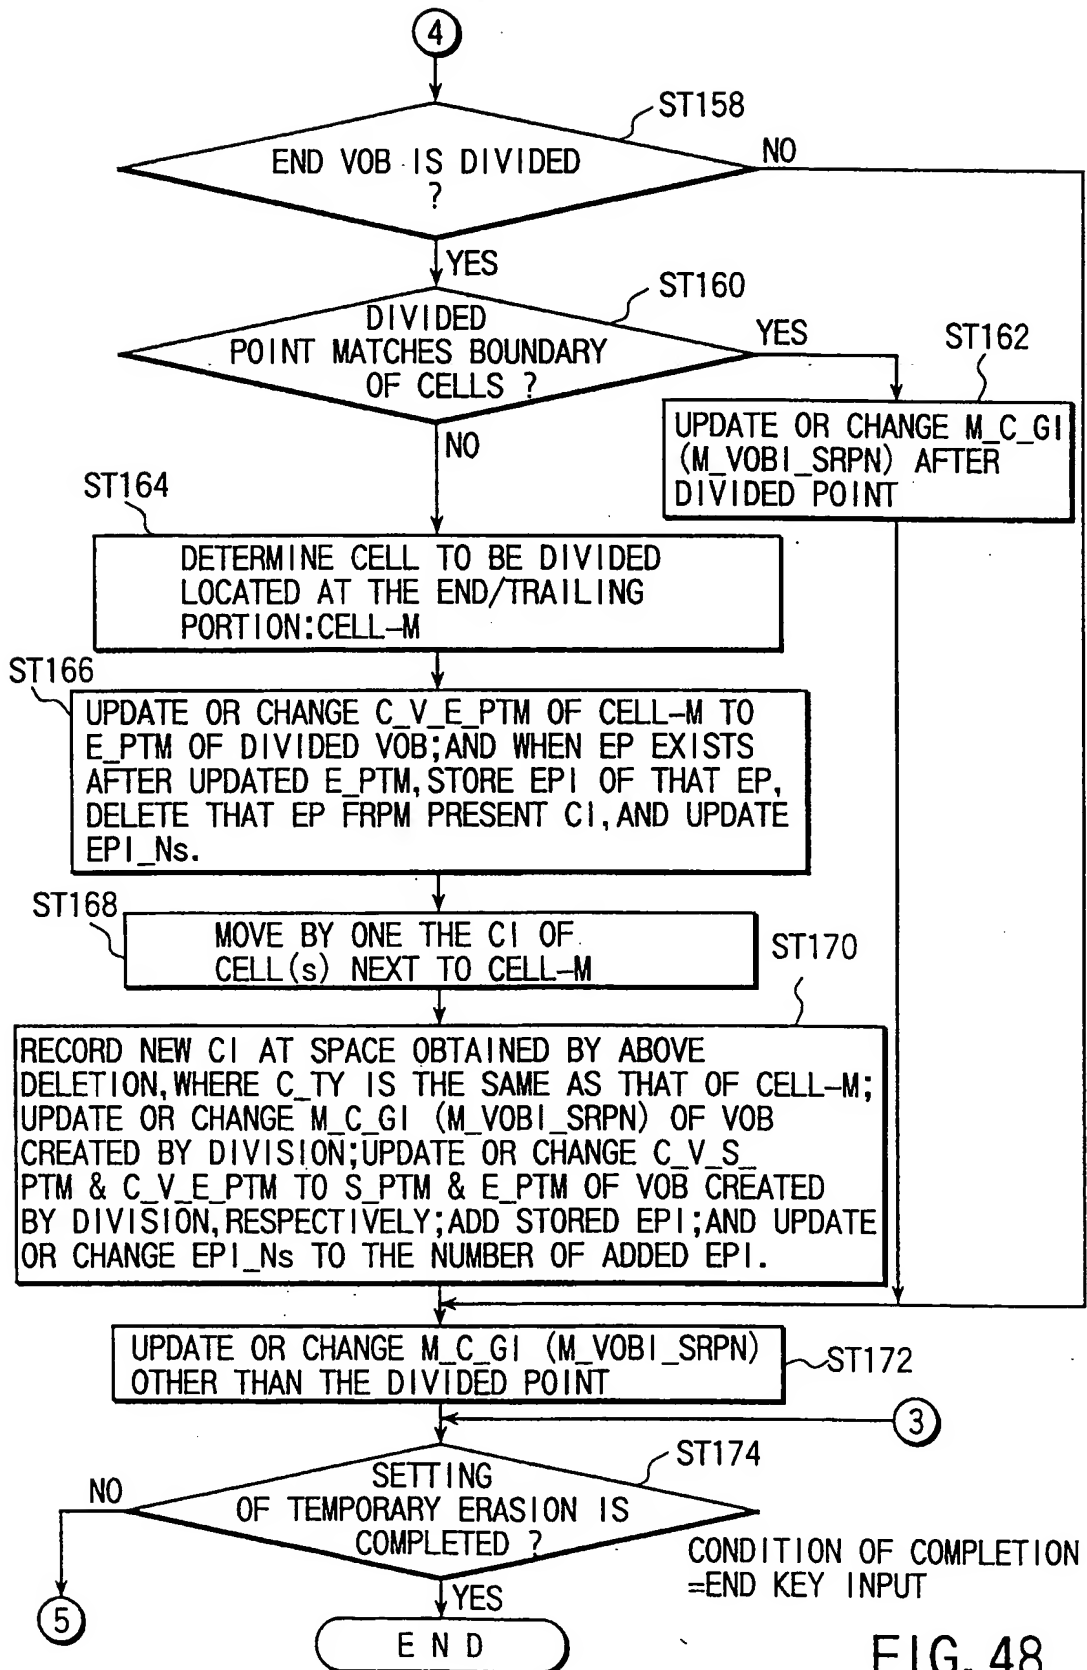 4
ST158
END VOB IS DIVIDED
?
NO
YES
ST160
DIVIDED
POINT MATCHES BOUNDARY
OF CELLS ?
YES
ST162
UPDATE OR CHANGE M_C_GI
(M_VOBI_SRPN) AFTER
DIVIDED POINT
NO
ST164
DETERMINE CELL TO BE DIVIDED
LOCATED AT THE END/TRAILING
PORTION:CELL-M
ST166
UPDATE OR CHANGE C_V_E_PTM OF CELL-M TO
E_PTM OF DIVIDED VOB;AND WHEN EP EXISTS
AFTER UPDATED E_PTM,STORE EPI OF THAT EP,
DELETE THAT EP FRPM PRESENT CI,AND UPDATE
EPI_Ns.
ST168
MOVE BY ONE THE CI OF
CELL(s) NEXT TO CELL-M
ST170
RECORD NEW CI AT SPACE OBTAINED BY ABOVE
DELETION,WHERE C_TY IS THE SAME AS THAT OF CELL-M;
UPDATE OR CHANGE M_C_GI (M_VOBI_SRPN) OF VOB
CREATED BY DIVISION;UPDATE OR CHANGE C_V_S_
PTM & C_V_E_PTM TO S_PTM & E_PTM OF VOB CREATED
BY DIVISION,RESPECTIVELY;ADD STORED EPI;AND UPDATE
OR CHANGE EPI_Ns TO THE NUMBER OF ADDED EPI.
UPDATE OR CHANGE M_C_GI (M_VOBI_SRPN)
OTHER THAN THE DIVIDED POINT
ST172
3
ST174
SETTING
OF TEMPORARY ERASION IS
COMPLETED ?
NO
CONDITION OF COMPLETION
=END KEY INPUT
5
YES
END
FIG. 48